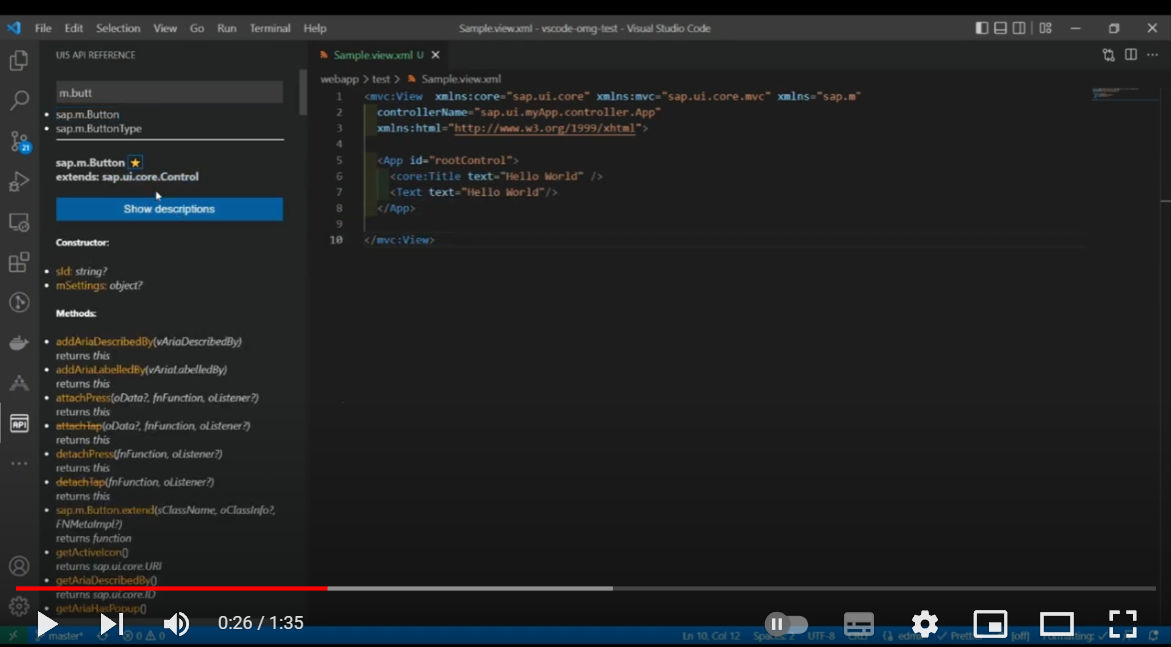 File Edit Selection View Go Run Terminal Help
Sample.view.xml - vscode-omg-test - Visual Studio Code
UI5 API REFERENCE
m.butt
sap.m.Button
sap.m.ButtonType
sap.m.Button
extends: sap.ui.core.Control
Show descriptions
Constructor:
sId: string?
mSettings: object?
Methods:
addAriaDescribedBy(vAriaDescribedBy)
returns this
addAriaLabelledBy(vAriaLabelledBy)
returns this
attachPress(oData?, fnFunction, oListener?)
returns this
attachTap(oData?, fnFunction, oListener?)
returns this
detachPress(fnFunction, oListener?)
returns this
detachTap(fnFunction, oListener?)
returns this
sap.m.Button.extend(sClassName, oClassInfo?,
FNMetaImpl?)
returns function
getActiveIcon()
returns sap.ui.core.URI
getAriaDescribedBy()
returns sap.ui.core.ID
getAriaHasPopup()
21
API
Sample.view.xml U
webapp > test > Sample.view.xml
1 <mvc:View xmlns:core="sap.ui.core" xmlns:mvc="sap.ui.core.mvc" xmlns="sap.m"
2 controllerName="sap.ui.myApp.controller.App"
3 xmlns:html="http://www.w3.org/1999/xhtml">
4
5 <App id="rootControl">
6 <core:Title text="Hello World" />
7 <Text text="Hello World"/>
8 </App>
9
10 </mvc:View>
0:26 / 1:35
master* 0 0 Ln 10, Col 12 UTF-8 [off]